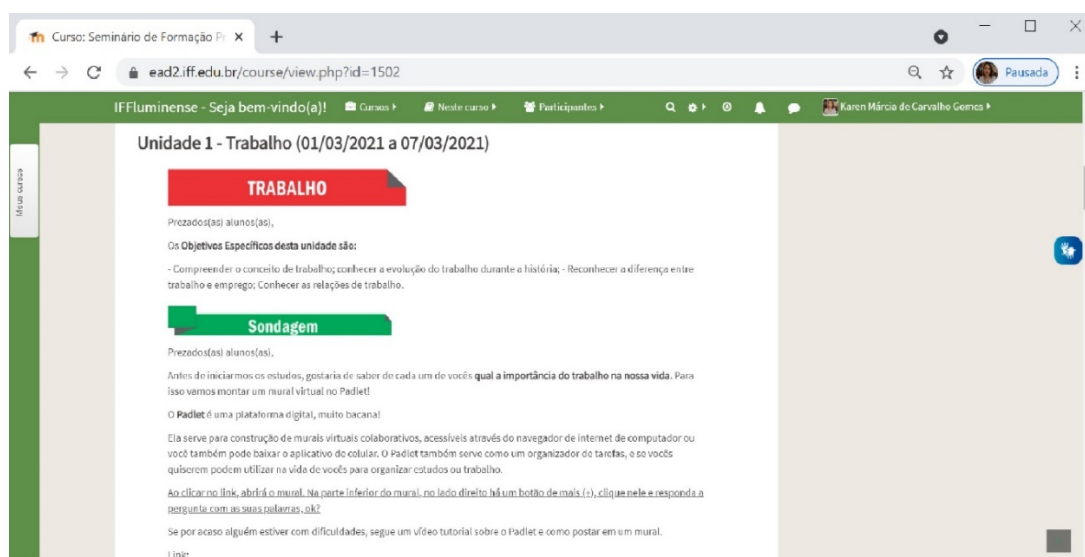 Curso: Seminário de Formação Pr
ead2.iff.edu.br/course/view.php?id=1502
Pausada
IFFluminense - Seja bem-vindo(a)!
Cursos
Neste curso
Participantes
Karen Márcia de Carvalho Gomes
Meus cursos
Unidade 1 - Trabalho (01/03/2021 a 07/03/2021)
TRABALHO
Prezados(as) alunos(as),
Os Objetivos Específicos desta unidade são:
- Compreender o conceito de trabalho; conhecer a evolução do trabalho durante a história; - Reconhecer a diferença entre
trabalho e emprego; Conhecer as relações de trabalho.
Sondagem
Prezados(as) alunos(as),
Antes de iniciarmos os estudos, gostaria de saber de cada um de vocês qual a importância do trabalho na nossa vida. Para
isso vamos montar um mural virtual no Padlet!
O Padlet é uma plataforma digital, muito bacana!
Ela serve para construção de murais virtuais colaborativos, acessíveis através do navegador de internet de computador ou
você também pode baixar o aplicativo do celular. O Padlet também serve como um organizador de tarefas, e se vocês
quiserem podem utilizar na vida de vocês para organizar estudos ou trabalho.
Ao clicar no link, abrirá o mural. Na parte inferior do mural, no lado direito há um botão de mais (+), clique nele e responda a
pergunta com as suas palavras, ok?
Se por acaso alguém estiver com dificuldades, segue um vídeo tutorial sobre o Padlet e como postar em um mural.
Link: